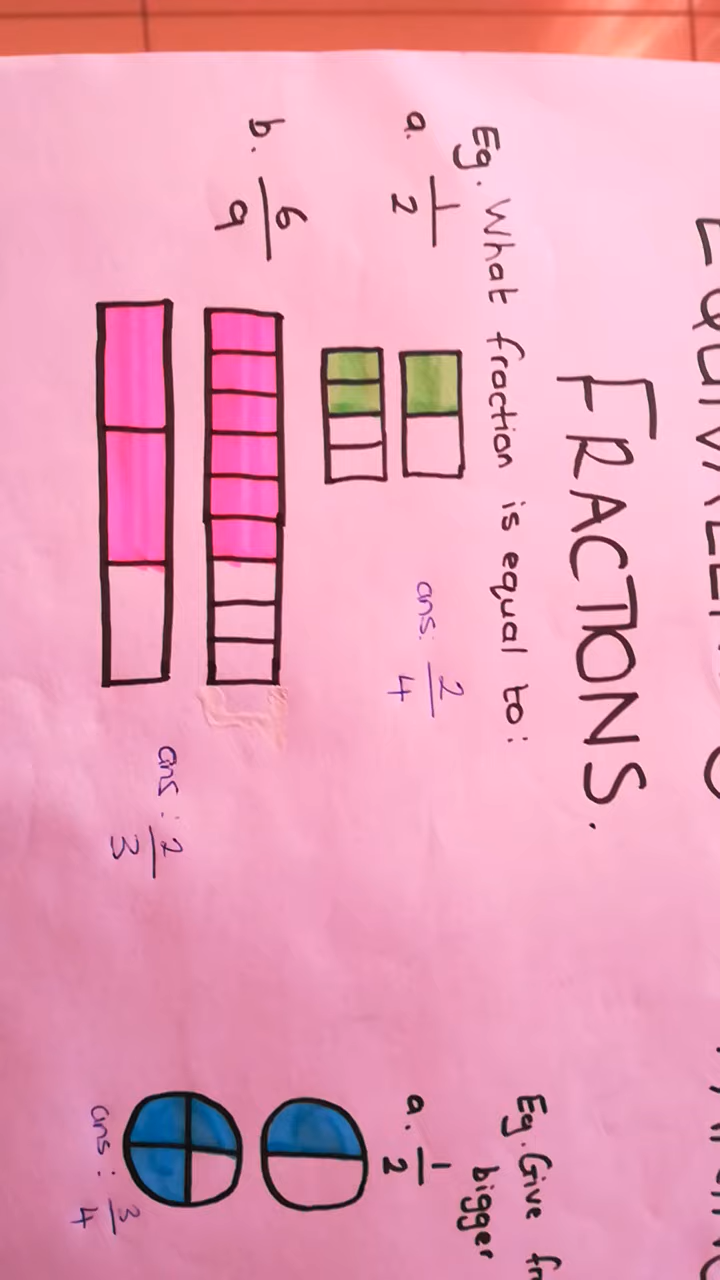 FRACTIONS.
Eg. What fraction is equal to:
a. 1/2
ans: 2/4
b. 6/9
ans: 2/3
Eg. Give
bigger
a. 1/2
ans: 3/4